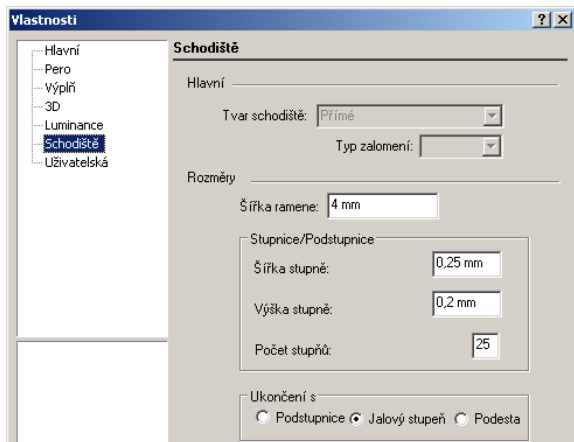 Vlastnosti
Hlavní
Pero
Výplň
3D
Luminance
Schodiště
Uživatelská
Schodiště
Hlavní
Tvar schodiště: Přímé
Typ zalomení:
Rozměry
Šířka ramene: 4 mm
Stupnice/Podstupnice
Šířka stupně: 0,25 mm
Výška stupně: 0,2 mm
Počet stupňů: 25
Ukončení s
Podstupnice Jalový stupeň Podesta